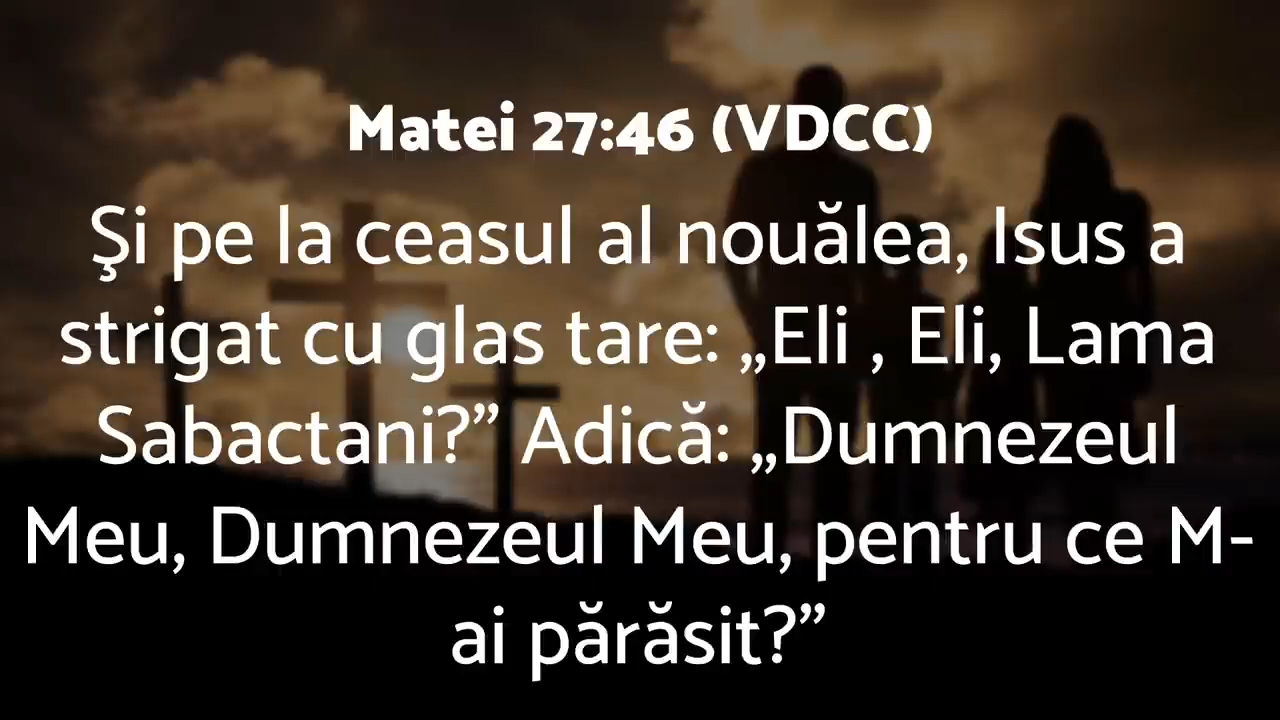 Matei 27:46 (VDCC)
Şi pe la ceasul al nouălea, Isus a
strigat cu glas tare: „Eli , Eli, Lama
Sabactani?” Adică: „Dumnezeul
Meu, Dumnezeul Meu, pentru ce M-
ai părăsit?”